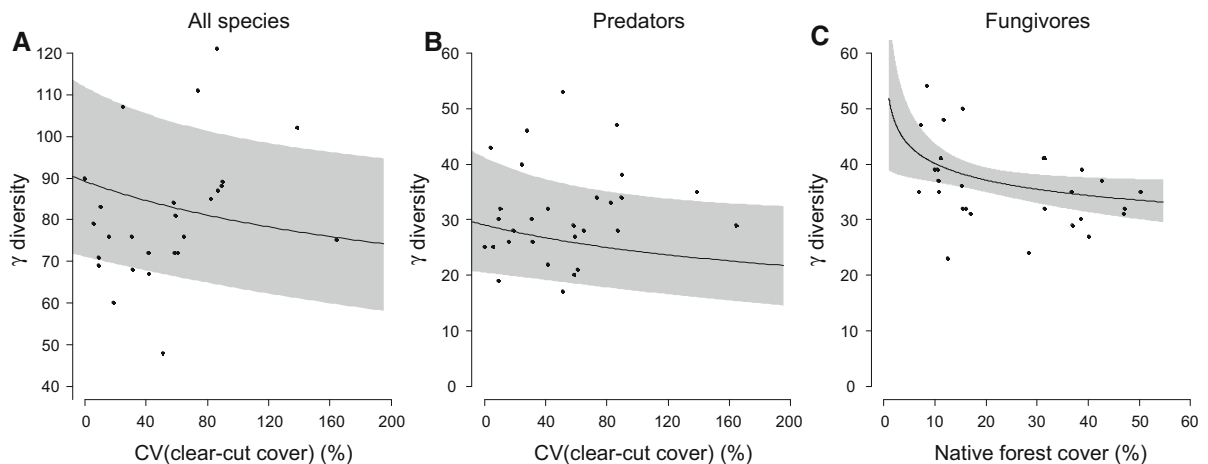 All species
Predators
Fungivores
A
B
C
120
110
100
90
80
70
60
50
40
γ diversity
0 40 80 120 160 200
CV(clear-cut cover) (%)
60
50
40
30
20
10
0
γ diversity
0 40 80 120 160 200
CV(clear-cut cover) (%)
60
50
40
30
20
10
0
γ diversity
0 10 20 30 40 50 60
Native forest cover (%)